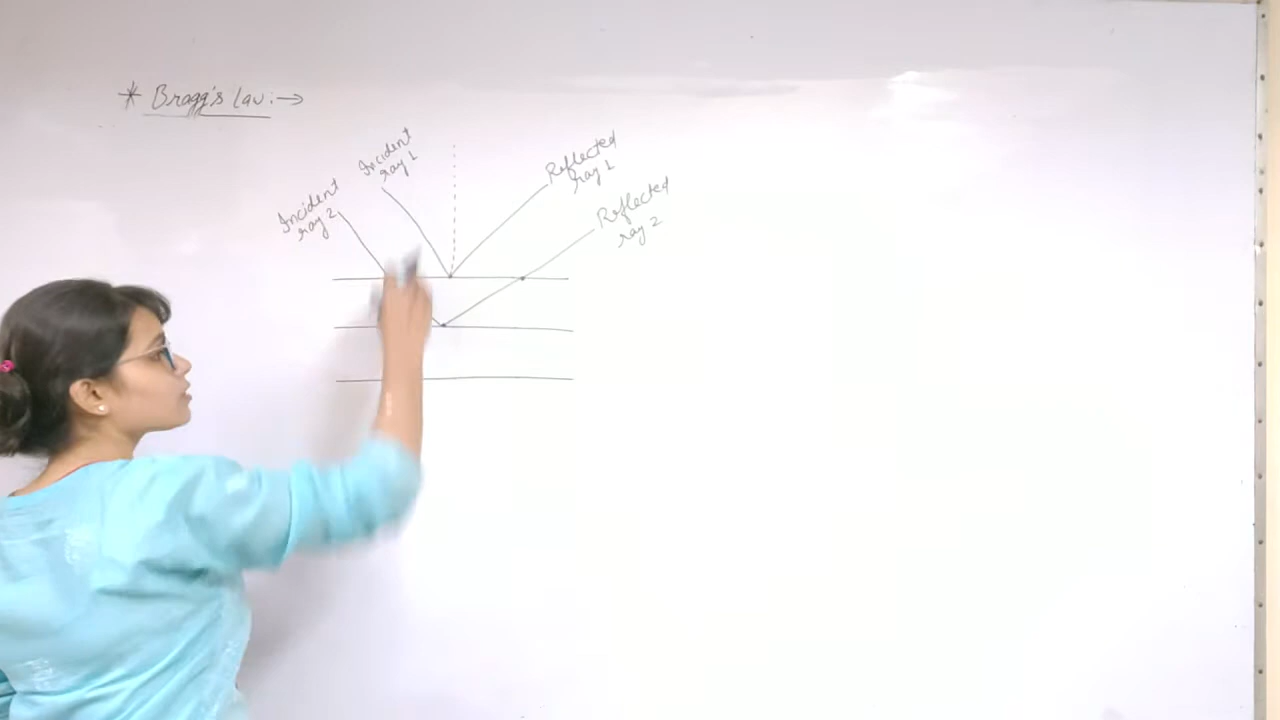 * Bragg's Law :→
Incident
ray 1
Incident
ray 2
Reflected
ray 1
Reflected
ray 2